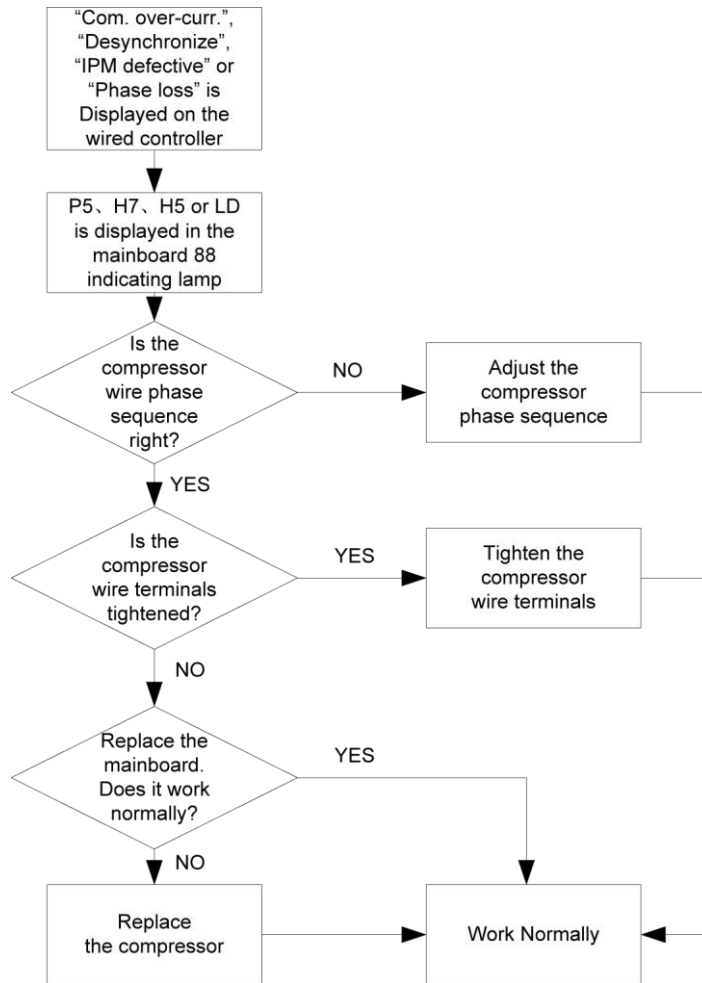 “Com. over-curr.”,
“Desynchronize”,
“IPM defective” or
“Phase loss” is
Displayed on the
wired controller
P5、H7、H5 or LD
is displayed in the
mainboard 88
indicating lamp
Is the
compressor
wire phase
sequence
right?
NO
Adjust the
compressor
phase sequence
YES
Is the
compressor
wire terminals
tightened?
YES
Tighten the
compressor
wire terminals
NO
Replace the
mainboard.
Does it work
normally?
YES
NO
Replace
the compressor
Work Normally